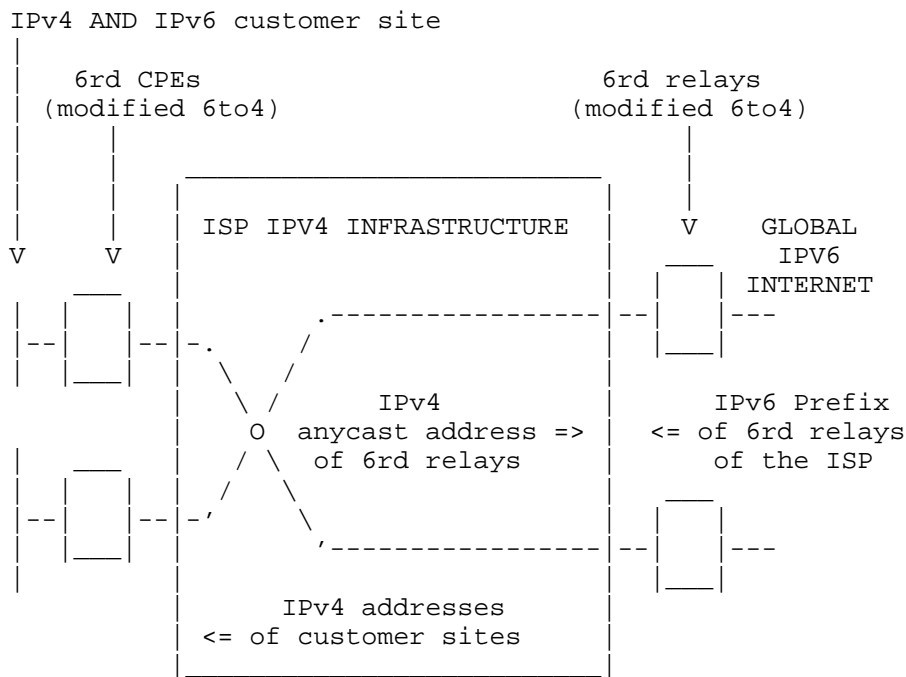 IPv4 AND IPv6 customer site
6rd CPEs 6rd relays
(modified 6to4) (modified 6to4)
ISP IPV4 INFRASTRUCTURE V GLOBAL
V V IPV6
INTERNET
IPv4 IPv6 Prefix
O anycast address => <= of 6rd relays
of 6rd relays of the ISP
IPv4 addresses
<= of customer sites